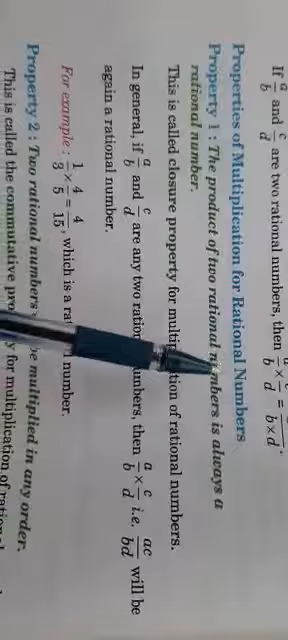 If a/b and c/d are two rational numbers, then a/b × c/d = /b×d.
Properties of Multiplication for Rational Numbers
Property 1 : The product of two rational numbers is always a
rational number.
This is called closure property for multip tion of rational numbers.
In general, if a/b and c/d are any two ration umbers, then a/b × c/d i.e. ac/bd will be
again a rational number.
For example : 1/3 × 4/5 = 4/15, which is a rat l number.
Property 2 : Two rational numbers be multiplied in any order.
This is called the commutative pro y for multiplication of